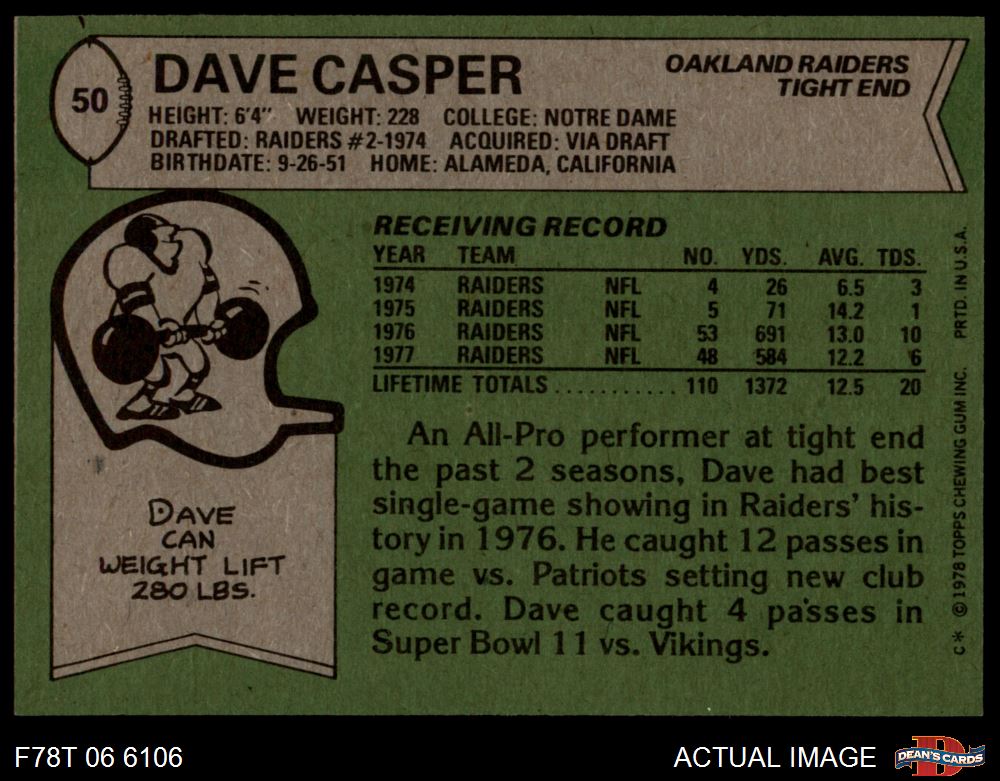 50
DAVE CASPER
OAKLAND RAIDERS
TIGHT END
HEIGHT: 6'4" WEIGHT: 228 COLLEGE: NOTRE DAME
DRAFTED: RAIDERS #2-1974 ACQUIRED: VIA DRAFT
BIRTHDATE: 9-26-51 HOME: ALAMEDA, CALIFORNIA
RECEIVING RECORD
YEAR TEAM NO. YDS. AVG. TDS.
1974 RAIDERS NFL 4 26 6.5 3
1975 RAIDERS NFL 5 71 14.2 1
1976 RAIDERS NFL 53 691 13.0 10
1977 RAIDERS NFL 48 584 12.2 6
LIFETIME TOTALS ........... 110 1372 12.5 20
An All-Pro performer at tight end
the past 2 seasons, Dave had best
single-game showing in Raiders' his-
tory in 1976. He caught 12 passes in
game vs. Patriots setting new club
record. Dave caught 4 passes in
Super Bowl 11 vs. Vikings.
DAVE
CAN
WEIGHT LIFT
280 LBS.
C* © 1978 TOPPS CHEWING GUM INC. PRTD. IN U.S.A.
F78T 06 6106
ACTUAL IMAGE
D
DEAN'S CARDS